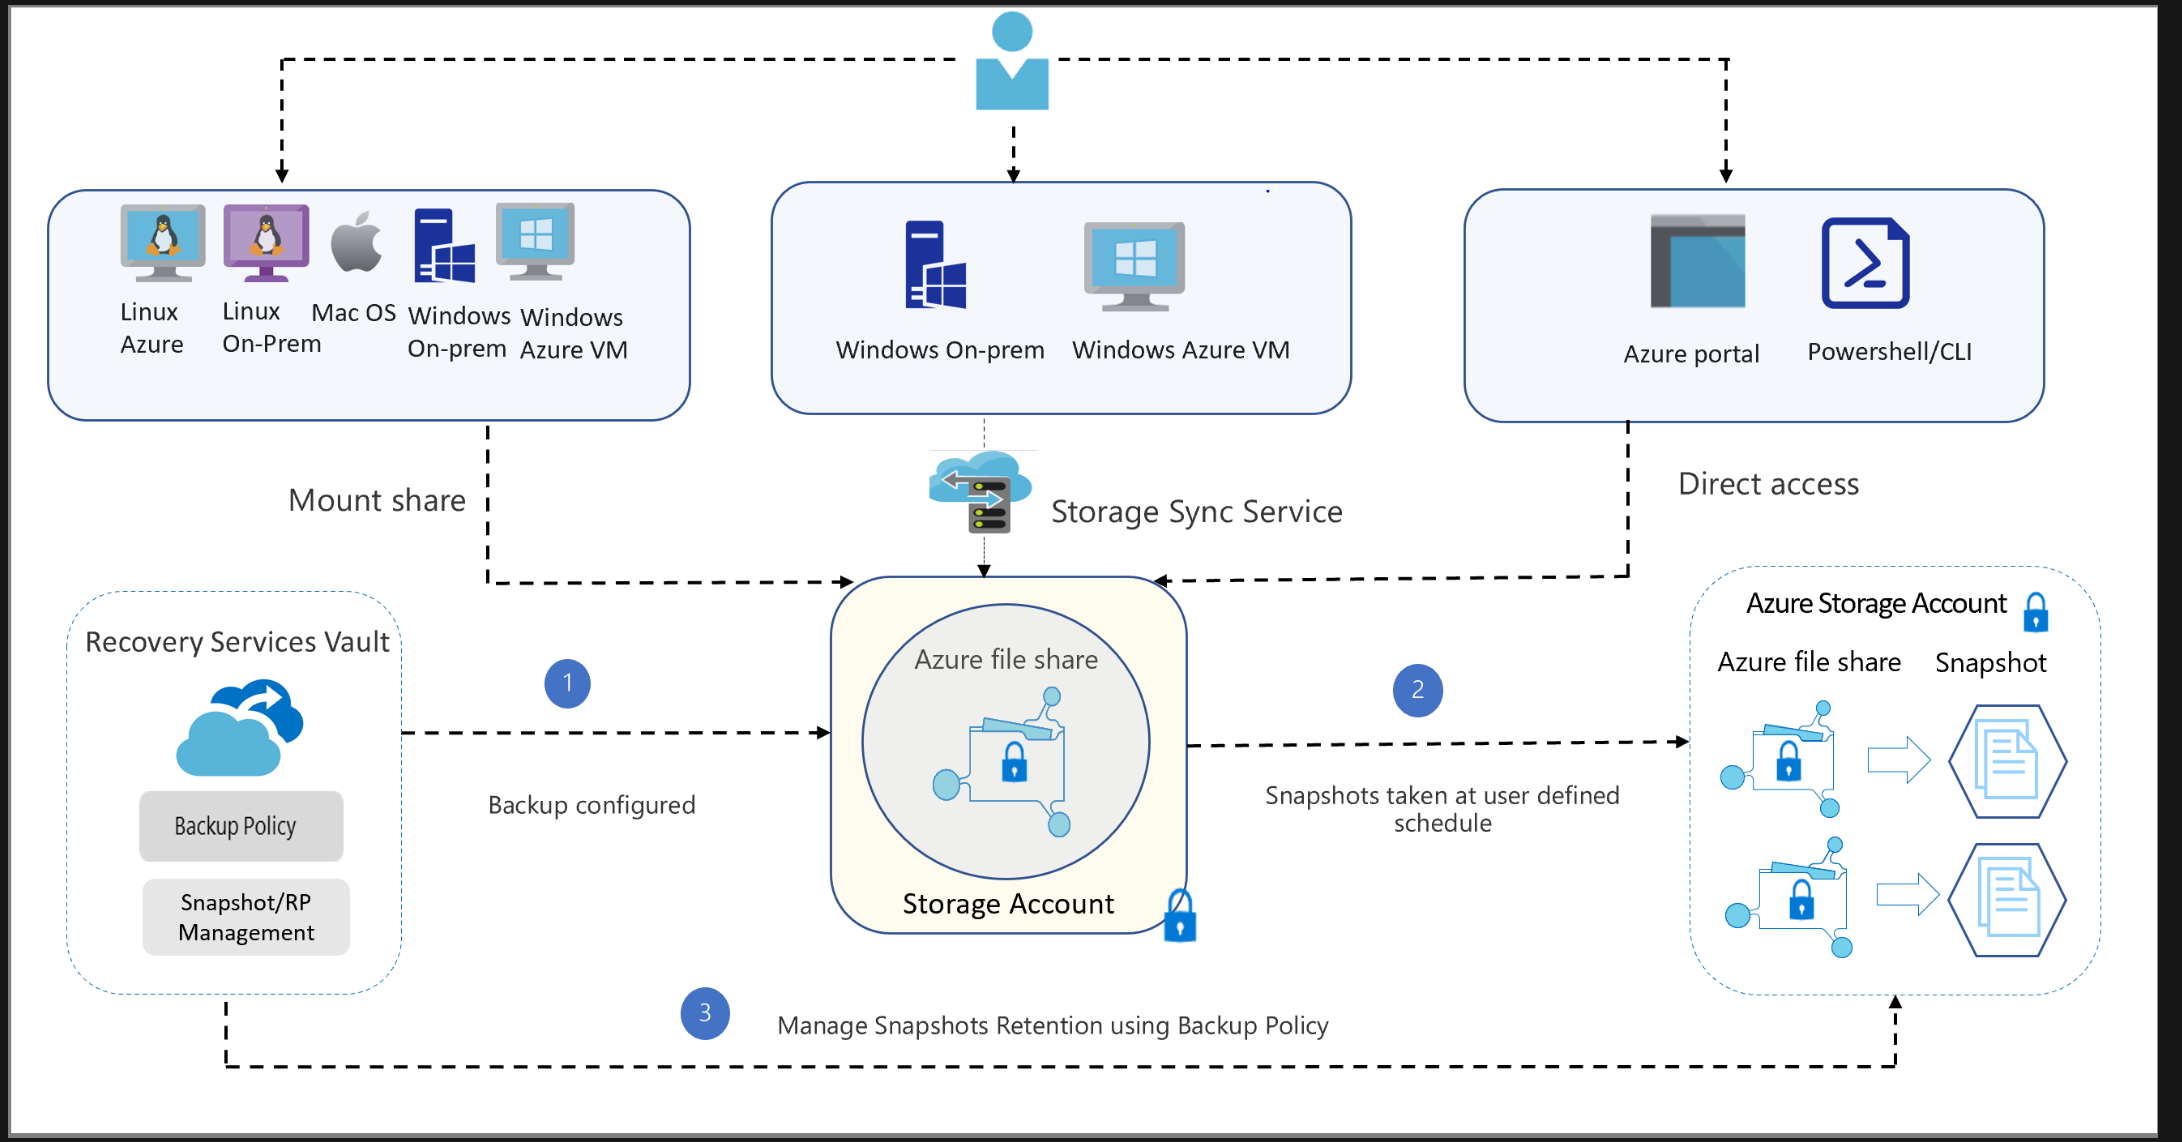 Linux
Azure
Linux
On-Prem
Mac OS
Windows
On-prem
Windows
Azure VM
Windows On-prem
Windows Azure VM
Azure portal
Powershell/CLI
Mount share
Storage Sync Service
Direct access
Recovery Services Vault
Backup Policy
Snapshot/RP
Management
1
Backup configured
Azure file share
Storage Account
2
Snapshots taken at user defined
schedule
Azure Storage Account
Azure file share
Snapshot
3
Manage Snapshots Retention using Backup Policy